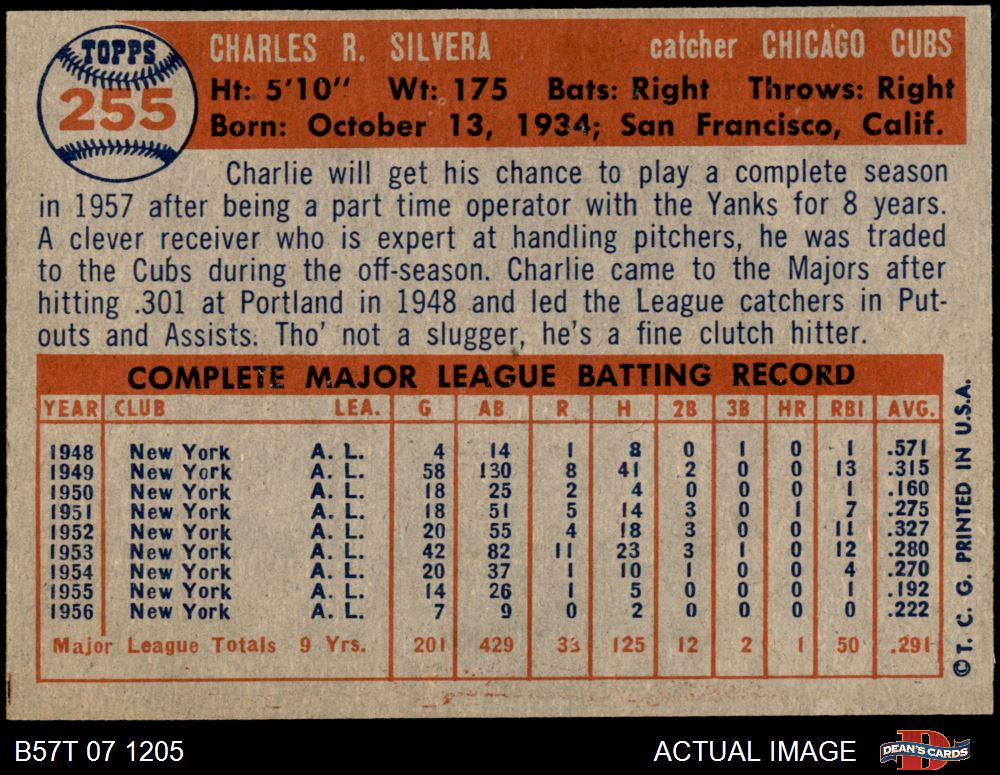 TOPPS
255
CHARLES R. SILVERA catcher CHICAGO CUBS
Ht: 5'10" Wt: 175 Bats: Right Throws: Right
Born: October 13, 1934; San Francisco, Calif.
Charlie will get his chance to play a complete season
in 1957 after being a part time operator with the Yanks for 8 years.
A clever receiver who is expert at handling pitchers, he was traded
to the Cubs during the off-season. Charlie came to the Majors after
hitting .301 at Portland in 1948 and led the League catchers in Put-
outs and Assists. Tho' not a slugger, he's a fine clutch hitter.
COMPLETE MAJOR LEAGUE BATTING RECORD
YEAR CLUB LEA. G AB R H 2B 3B HR RBI AVG.
1948 New York A. L. 4 14 1 8 0 1 0 1 .571
1949 New York A. L. 58 130 8 41 2 0 0 13 .315
1950 New York A. L. 18 25 2 4 0 0 0 1 .160
1951 New York A. L. 18 51 5 14 3 0 1 7 .275
1952 New York A. L. 20 55 4 18 3 0 0 11 .327
1953 New York A. L. 42 82 11 23 3 1 0 12 .280
1954 New York A. L. 20 37 1 10 1 0 0 4 .270
1955 New York A. L. 14 26 1 5 0 0 0 1 .192
1956 New York A. L. 7 9 0 2 0 0 0 0 .222
Major League Totals 9 Yrs. 201 429 33 125 12 2 1 50 .291
©T. C. G. PRINTED IN U.S.A.
B57T 07 1205 ACTUAL IMAGE DEAN'S CARDS